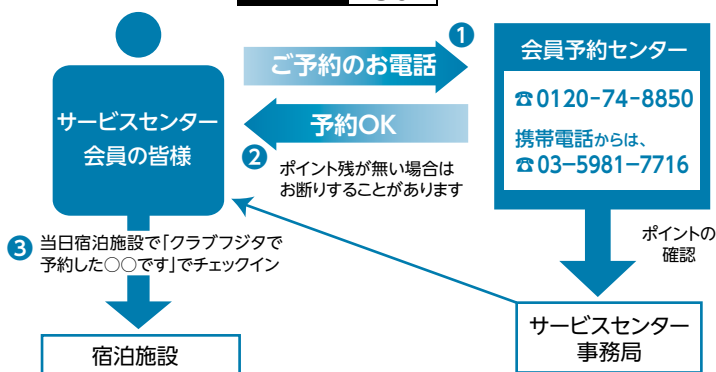 ❶
ご予約のお電話
会員予約センター
☎0120-74-8850
携帯電話からは、
☎03-5981-7716
サービスセンター
会員の皆様
予約OK
❷
ポイント残が無い場合は
お断りすることがあります
❸
当日宿泊施設で「クラブフジタで
予約した○○です」でチェックイン
ポイントの
確認
宿泊施設
サービスセンター
事務局